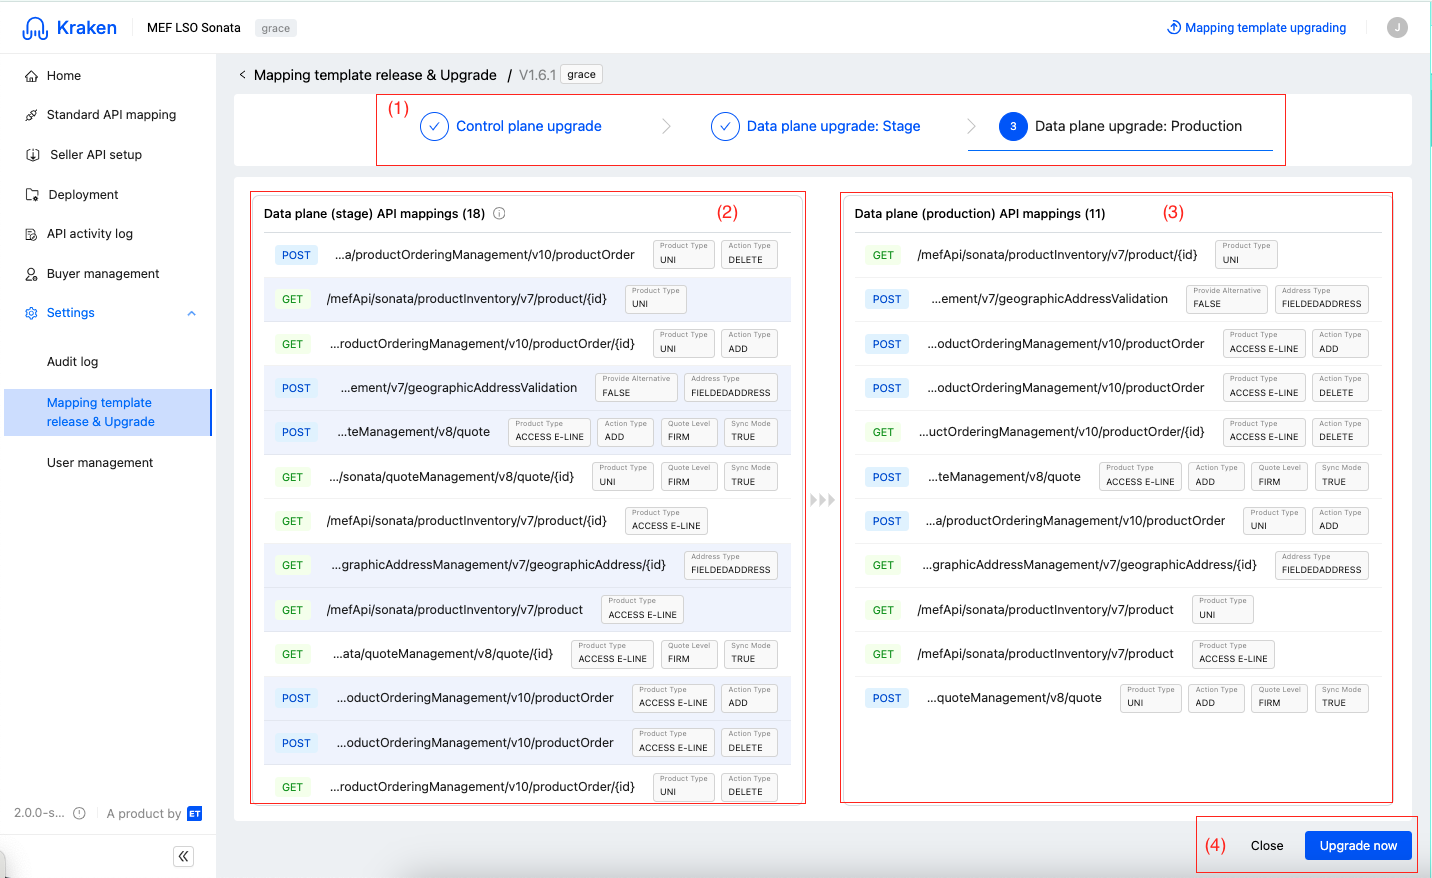 Kraken
MEF LSO Sonata
grace
Mapping template upgrading
J
Home
Standard API mapping
Seller API setup
Deployment
API activity log
Buyer management
Settings
Audit log
Mapping template
release & Upgrade
User management
2.0.0-s...
A product by ET
Mapping template release & Upgrade / V1.6.1 grace
(1)
Control plane upgrade
Data plane upgrade: Stage
3 Data plane upgrade: Production
Data plane (stage) API mappings (18)
(2)
POST ...a/productOrderingManagement/v10/productOrder Product Type UNI Action Type DELETE
GET /mefApi/sonata/productInventory/v7/product/{id} Product Type UNI
GET ...roductOrderingManagement/v10/productOrder/{id} Product Type UNI Action Type ADD
POST ...ement/v7/geographicAddressValidation Provide Alternative FALSE Address Type FIELDEDADDRESS
POST ...teManagement/v8/quote Product Type ACCESS E-LINE Action Type ADD Quote Level FIRM Sync Mode TRUE
GET .../sonata/quoteManagement/v8/quote/{id} Product Type UNI Quote Level FIRM Sync Mode TRUE
GET /mefApi/sonata/productInventory/v7/product/{id} Product Type ACCESS E-LINE
GET ...graphicAddressManagement/v7/geographicAddress/{id} Address Type FIELDEDADDRESS
GET /mefApi/sonata/productInventory/v7/product Product Type ACCESS E-LINE
GET ...ata/quoteManagement/v8/quote/{id} Product Type ACCESS E-LINE Quote Level FIRM Sync Mode TRUE
POST ...oductOrderingManagement/v10/productOrder Product Type ACCESS E-LINE Action Type ADD
POST ...oductOrderingManagement/v10/productOrder Product Type ACCESS E-LINE Action Type DELETE
GET ...roductOrderingManagement/v10/productOrder/{id} Product Type UNI Action Type DELETE
Data plane (production) API mappings (11)
(3)
GET /mefApi/sonata/productInventory/v7/product/{id} Product Type UNI
POST ...ement/v7/geographicAddressValidation Provide Alternative FALSE Address Type FIELDEDADDRESS
POST ...oductOrderingManagement/v10/productOrder Product Type ACCESS E-LINE Action Type ADD
POST ...oductOrderingManagement/v10/productOrder Product Type ACCESS E-LINE Action Type DELETE
GET ...uctOrderingManagement/v10/productOrder/{id} Product Type ACCESS E-LINE Action Type DELETE
POST ...teManagement/v8/quote Product Type ACCESS E-LINE Action Type ADD Quote Level FIRM Sync Mode TRUE
POST ...a/productOrderingManagement/v10/productOrder Product Type UNI Action Type ADD
GET ...graphicAddressManagement/v7/geographicAddress/{id} Address Type FIELDEDADDRESS
GET /mefApi/sonata/productInventory/v7/product Product Type UNI
GET /mefApi/sonata/productInventory/v7/product Product Type ACCESS E-LINE
POST ...quoteManagement/v8/quote Product Type UNI Action Type ADD Quote Level FIRM Sync Mode TRUE
(4)
Close
Upgrade now